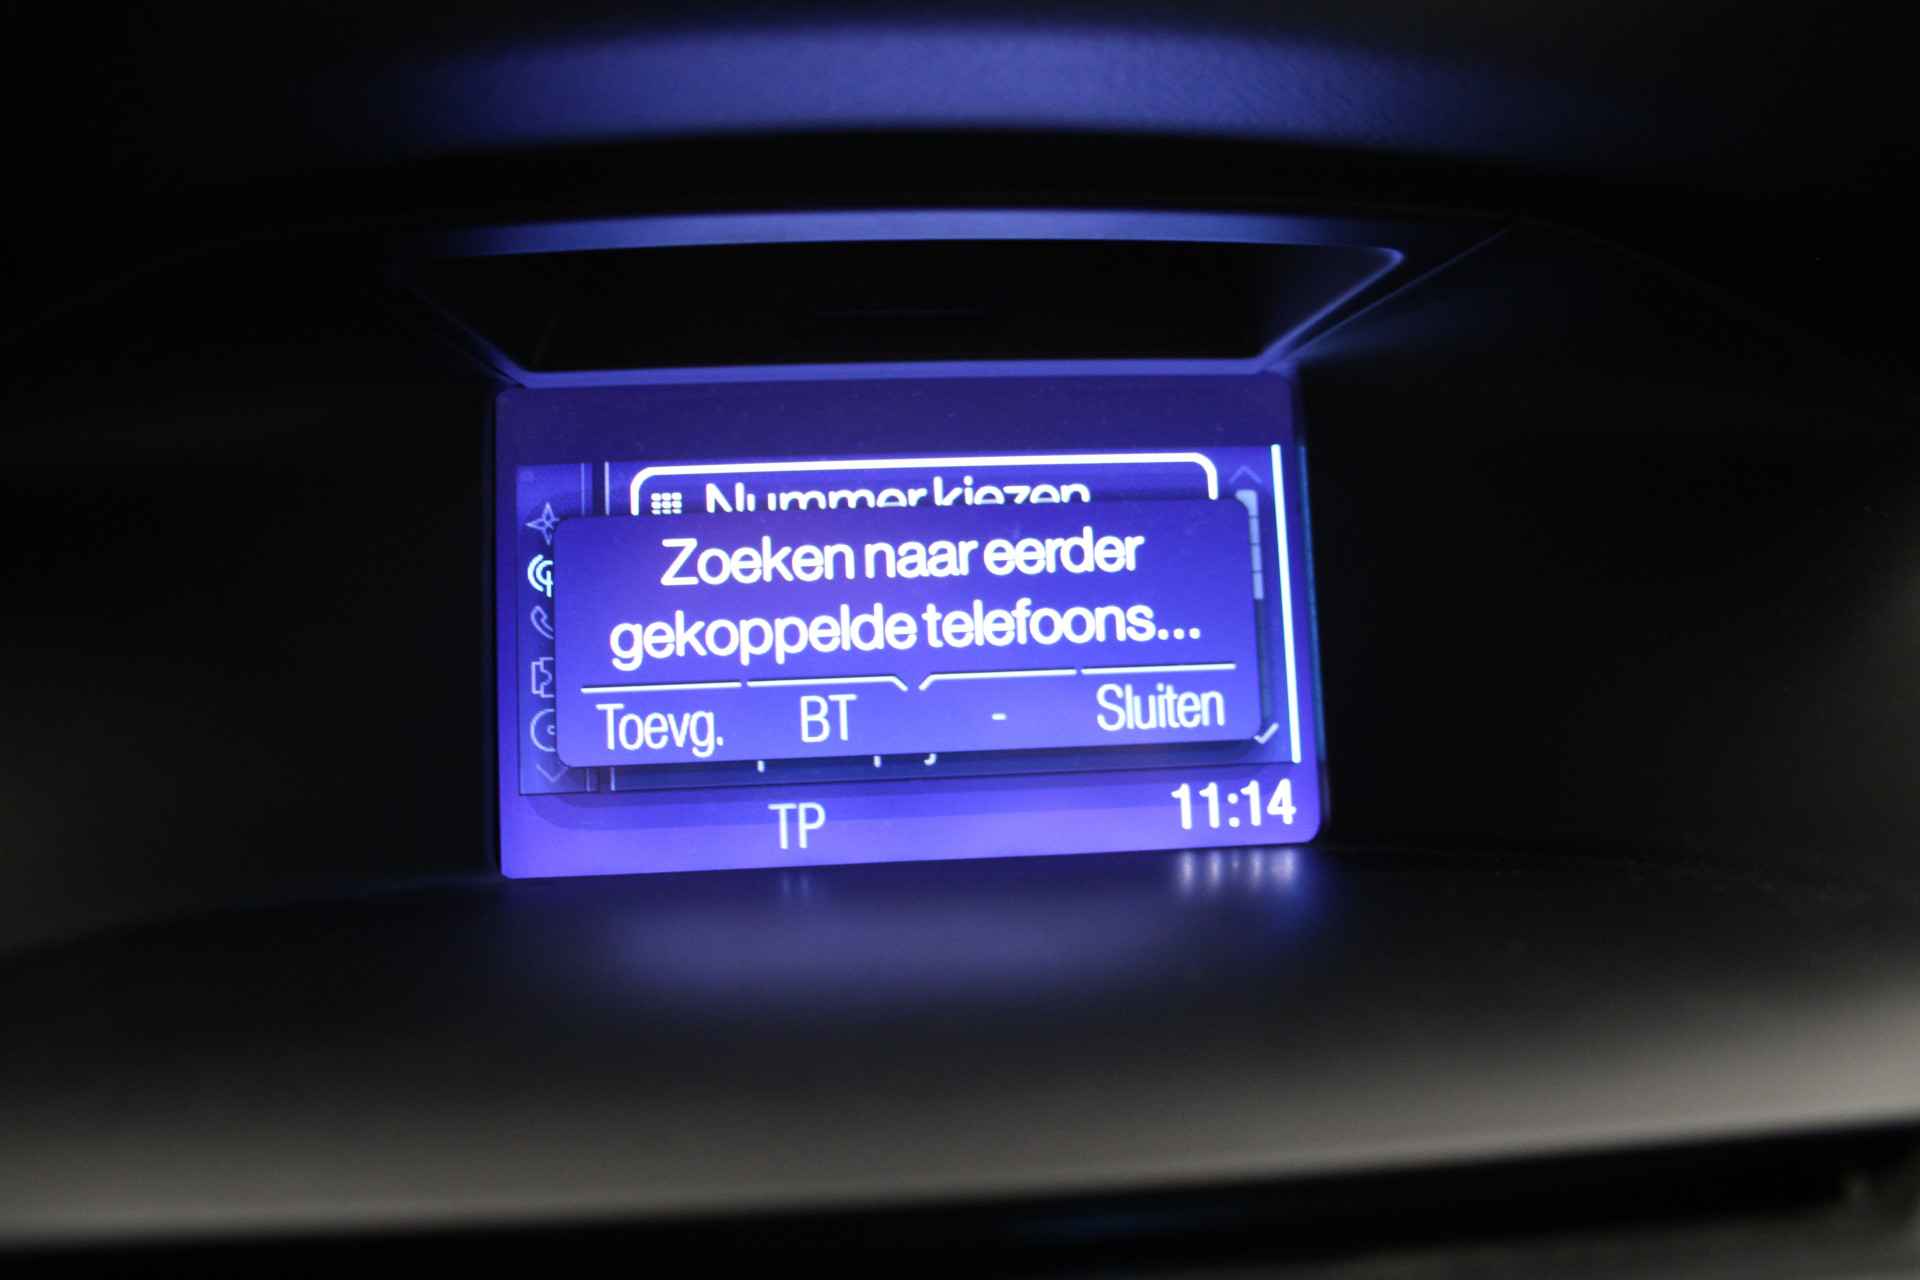 Nummer kiezen
Zoeken naar eerder
gekoppelde telefoons...
Toevg. BT - Sluiten
TP 11:14